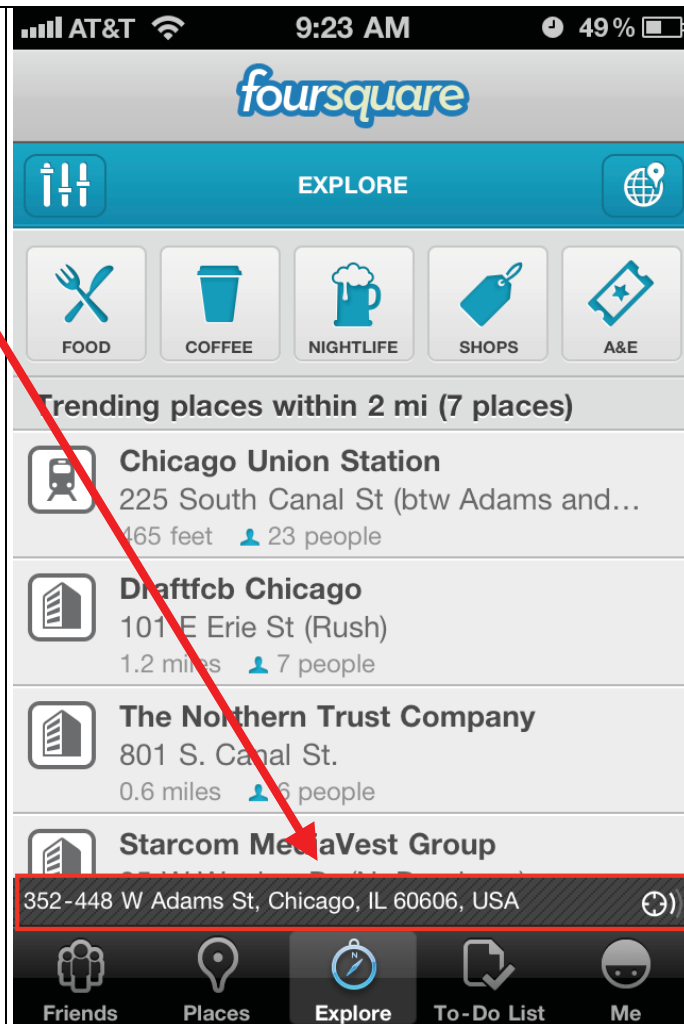 AT&T 9:23 AM 49%
foursquare
EXPLORE
FOOD COFFEE NIGHTLIFE SHOPS A&E
Trending places within 2 mi (7 places)
Chicago Union Station
225 South Canal St (btw Adams and...
465 feet 23 people
Draftfcb Chicago
101 E Erie St (Rush)
1.2 miles 7 people
The Northern Trust Company
801 S. Canal St.
0.6 miles 6 people
Starcom MediaVest Group
352-448 W Adams St, Chicago, IL 60606, USA
Friends Places Explore To-Do List Me